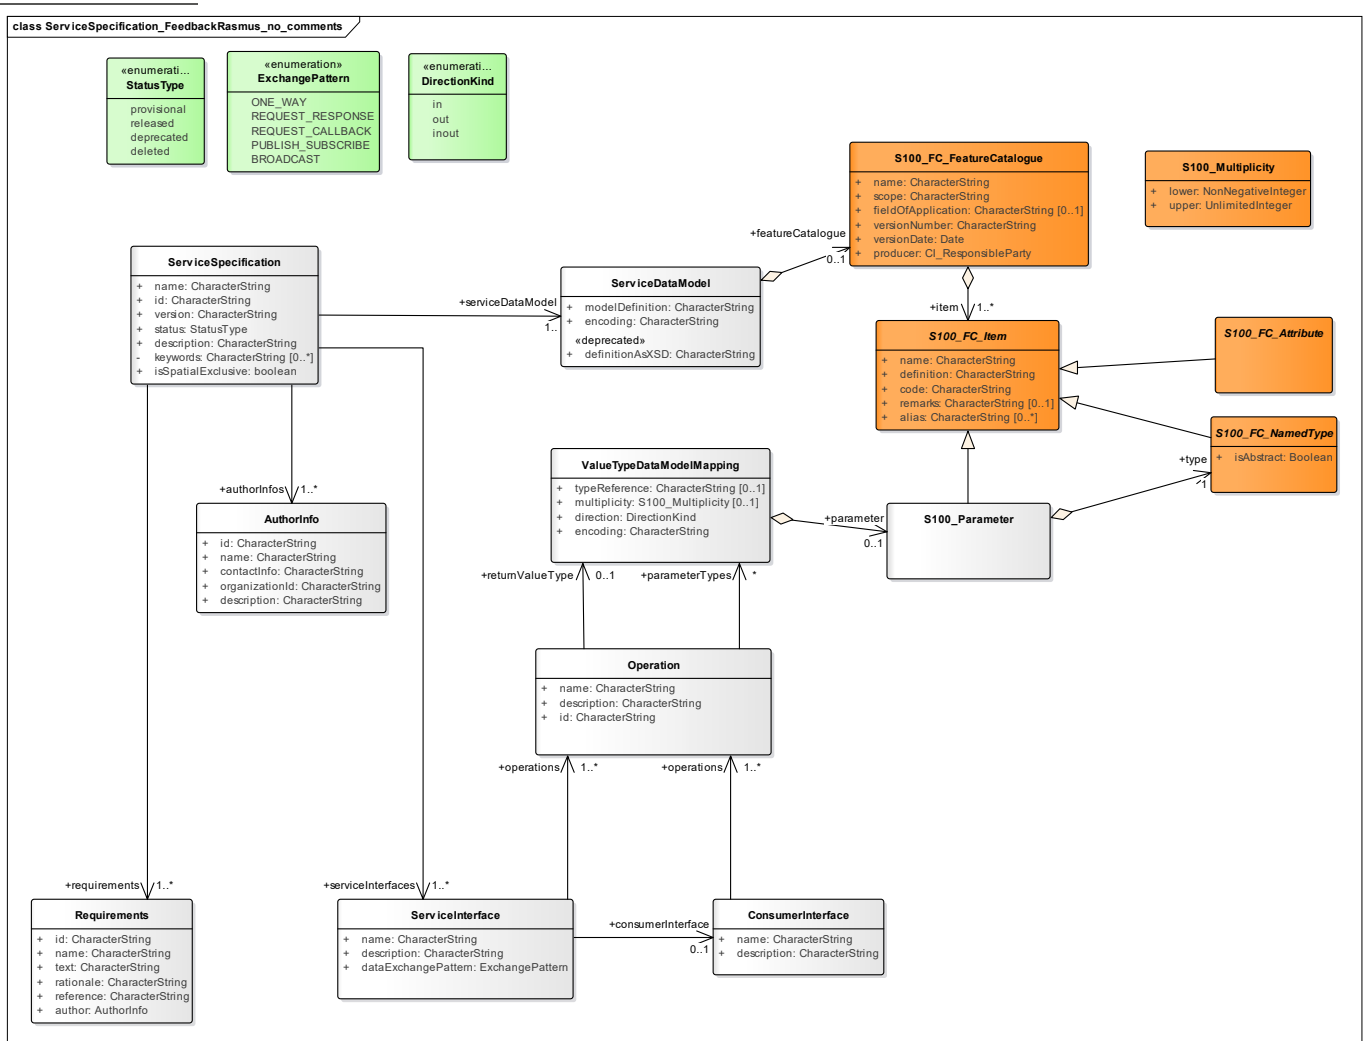 class ServiceSpecification_FeedbackRasmus_no_comments
«enumerati...
StatusType
provisional
released
deprecated
deleted
«enumeration»
ExchangePattern
ONE_WAY
REQUEST_RESPONSE
REQUEST_CALLBACK
PUBLISH_SUBSCRIBE
BROADCAST
«enumerati...
DirectionKind
in
out
inout
S100_FC_FeatureCatalogue
+ name: CharacterString
+ scope: CharacterString
+ fieldOfApplication: CharacterString [0..1]
+ versionNumber: CharacterString
+ versionDate: Date
+ producer: CI_ResponsibleParty
S100_Multiplicity
+ lower: NonNegativeInteger
+ upper: UnlimitedInteger
+featureCatalogue
0..1
ServiceSpecification
+ name: CharacterString
+ id: CharacterString
+ version: CharacterString
+ status: StatusType
+ description: CharacterString
- keywords: CharacterString [0..*]
+ isSpatialExclusive: boolean
+serviceDataModel
1..
ServiceDataModel
+ modelDefinition: CharacterString
+ encoding: CharacterString
«deprecated»
+ definitionAsXSD: CharacterString
+item
1..*
S100_FC_Item
+ name: CharacterString
+ definition: CharacterString
+ code: CharacterString
+ remarks: CharacterString [0..1]
+ alias: CharacterString [0..*]
S100_FC_Attribute
S100_FC_NamedType
+ isAbstract: Boolean
+type
1
ValueTypeDataModelMapping
+ typeReference: CharacterString [0..1]
+ multiplicity: S100_Multiplicity [0..1]
+ direction: DirectionKind
+ encoding: CharacterString
+parameter
0..1
S100_Parameter
+authorInfos
1..*
AuthorInfo
+ id: CharacterString
+ name: CharacterString
+ contactInfo: CharacterString
+ organizationId: CharacterString
+ description: CharacterString
+returnValueType
0..1
+parameterTypes
*
Operation
+ name: CharacterString
+ description: CharacterString
+ id: CharacterString
+operations
1..*
+operations
1..*
+requirements
1..*
Requirements
+ id: CharacterString
+ name: CharacterString
+ text: CharacterString
+ rationale: CharacterString
+ reference: CharacterString
+ author: AuthorInfo
+serviceInterfaces
1..*
ServiceInterface
+ name: CharacterString
+ description: CharacterString
+ dataExchangePattern: ExchangePattern
+consumerInterface
0..1
ConsumerInterface
+ name: CharacterString
+ description: CharacterString